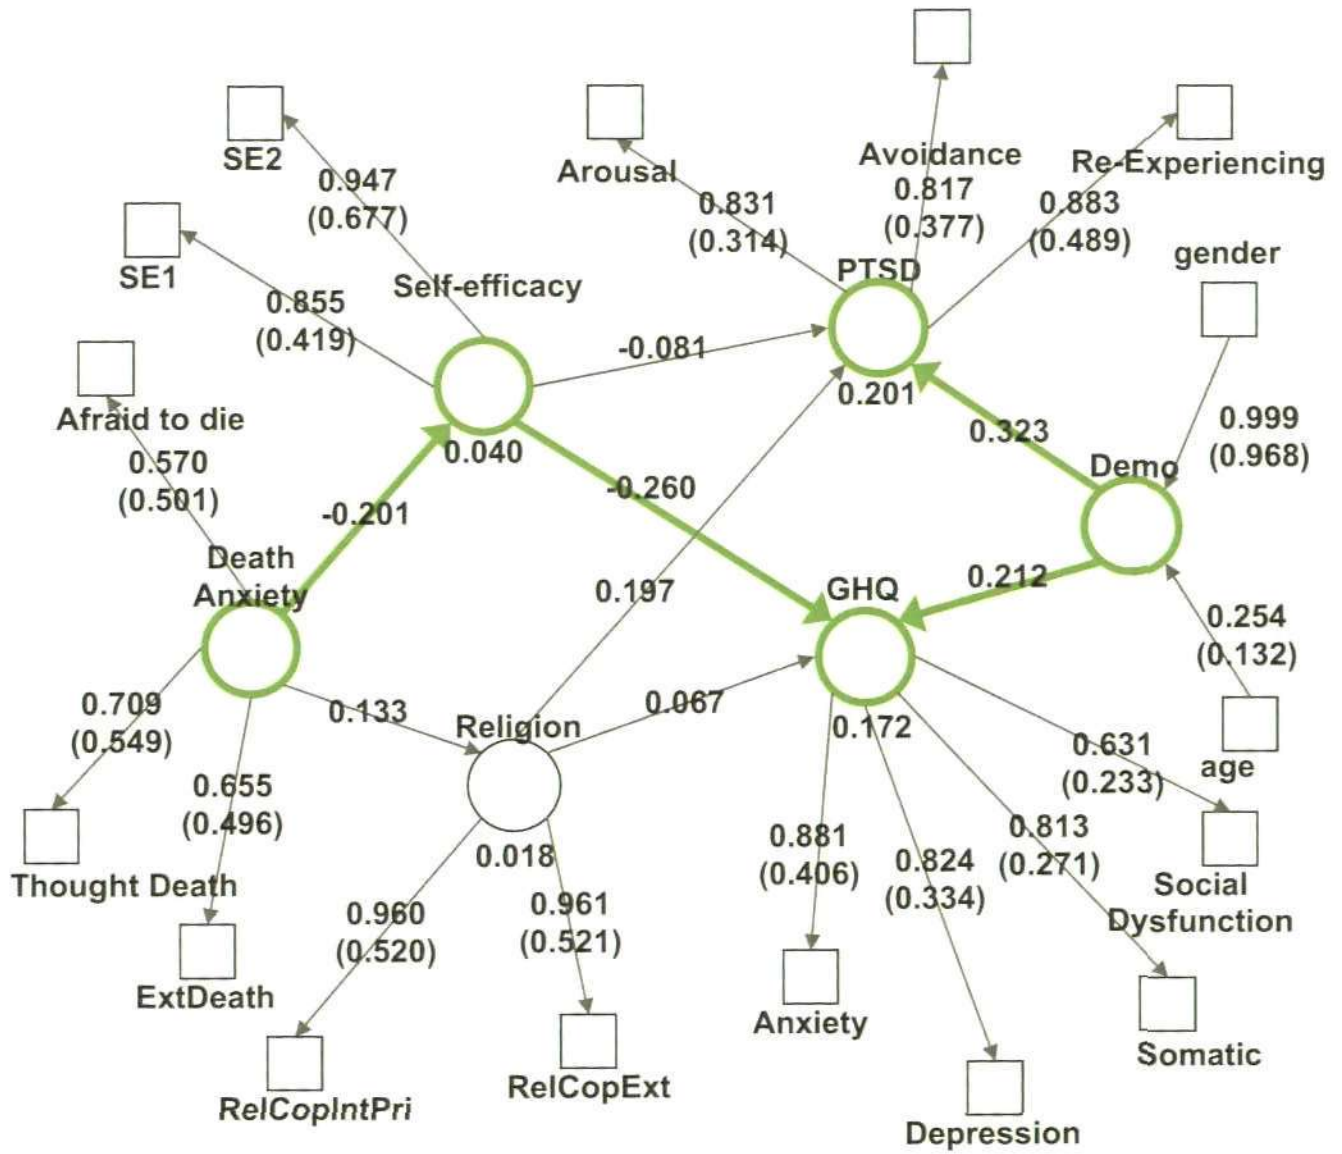 SE2
Arousal
Avoidance
Re-Experiencing
0.947
(0.677)
0.831
(0.314)
0.817
(0.377)
0.883
(0.489)
SE1
gender
PTSD
Self-efficacy
0.855
(0.419)
-0.081
0.201
Afraid to die
0.570
(0.501)
0.040
0.323
0.999
(0.968)
Demo
-0.201
-0.260
Death
Anxiety
0.197
GHQ
0.212
0.254
(0.132)
0.709
(0.549)
0.133
Religion
0.067
0.172
0.631
(0.233)
age
0.655
(0.496)
0.018
0.881
(0.406)
0.824
(0.334)
0.813
(0.271)
Thought Death
Social
Dysfunction
0.960
(0.520)
0.961
(0.521)
ExtDeath
Anxiety
Somatic
RelCopIntPri
RelCopExt
Depression